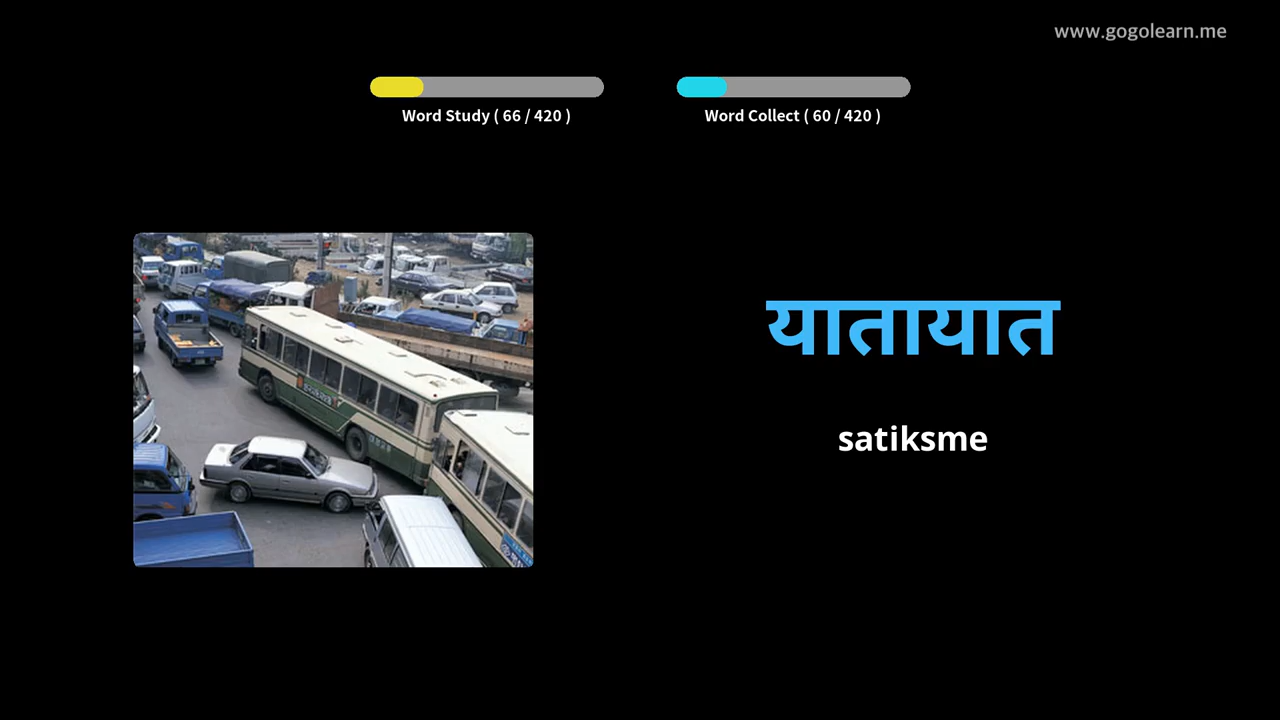 www.gogolearn.me
Word Study ( 66 / 420 )
Word Collect ( 60 / 420 )
यातायात
satiksme